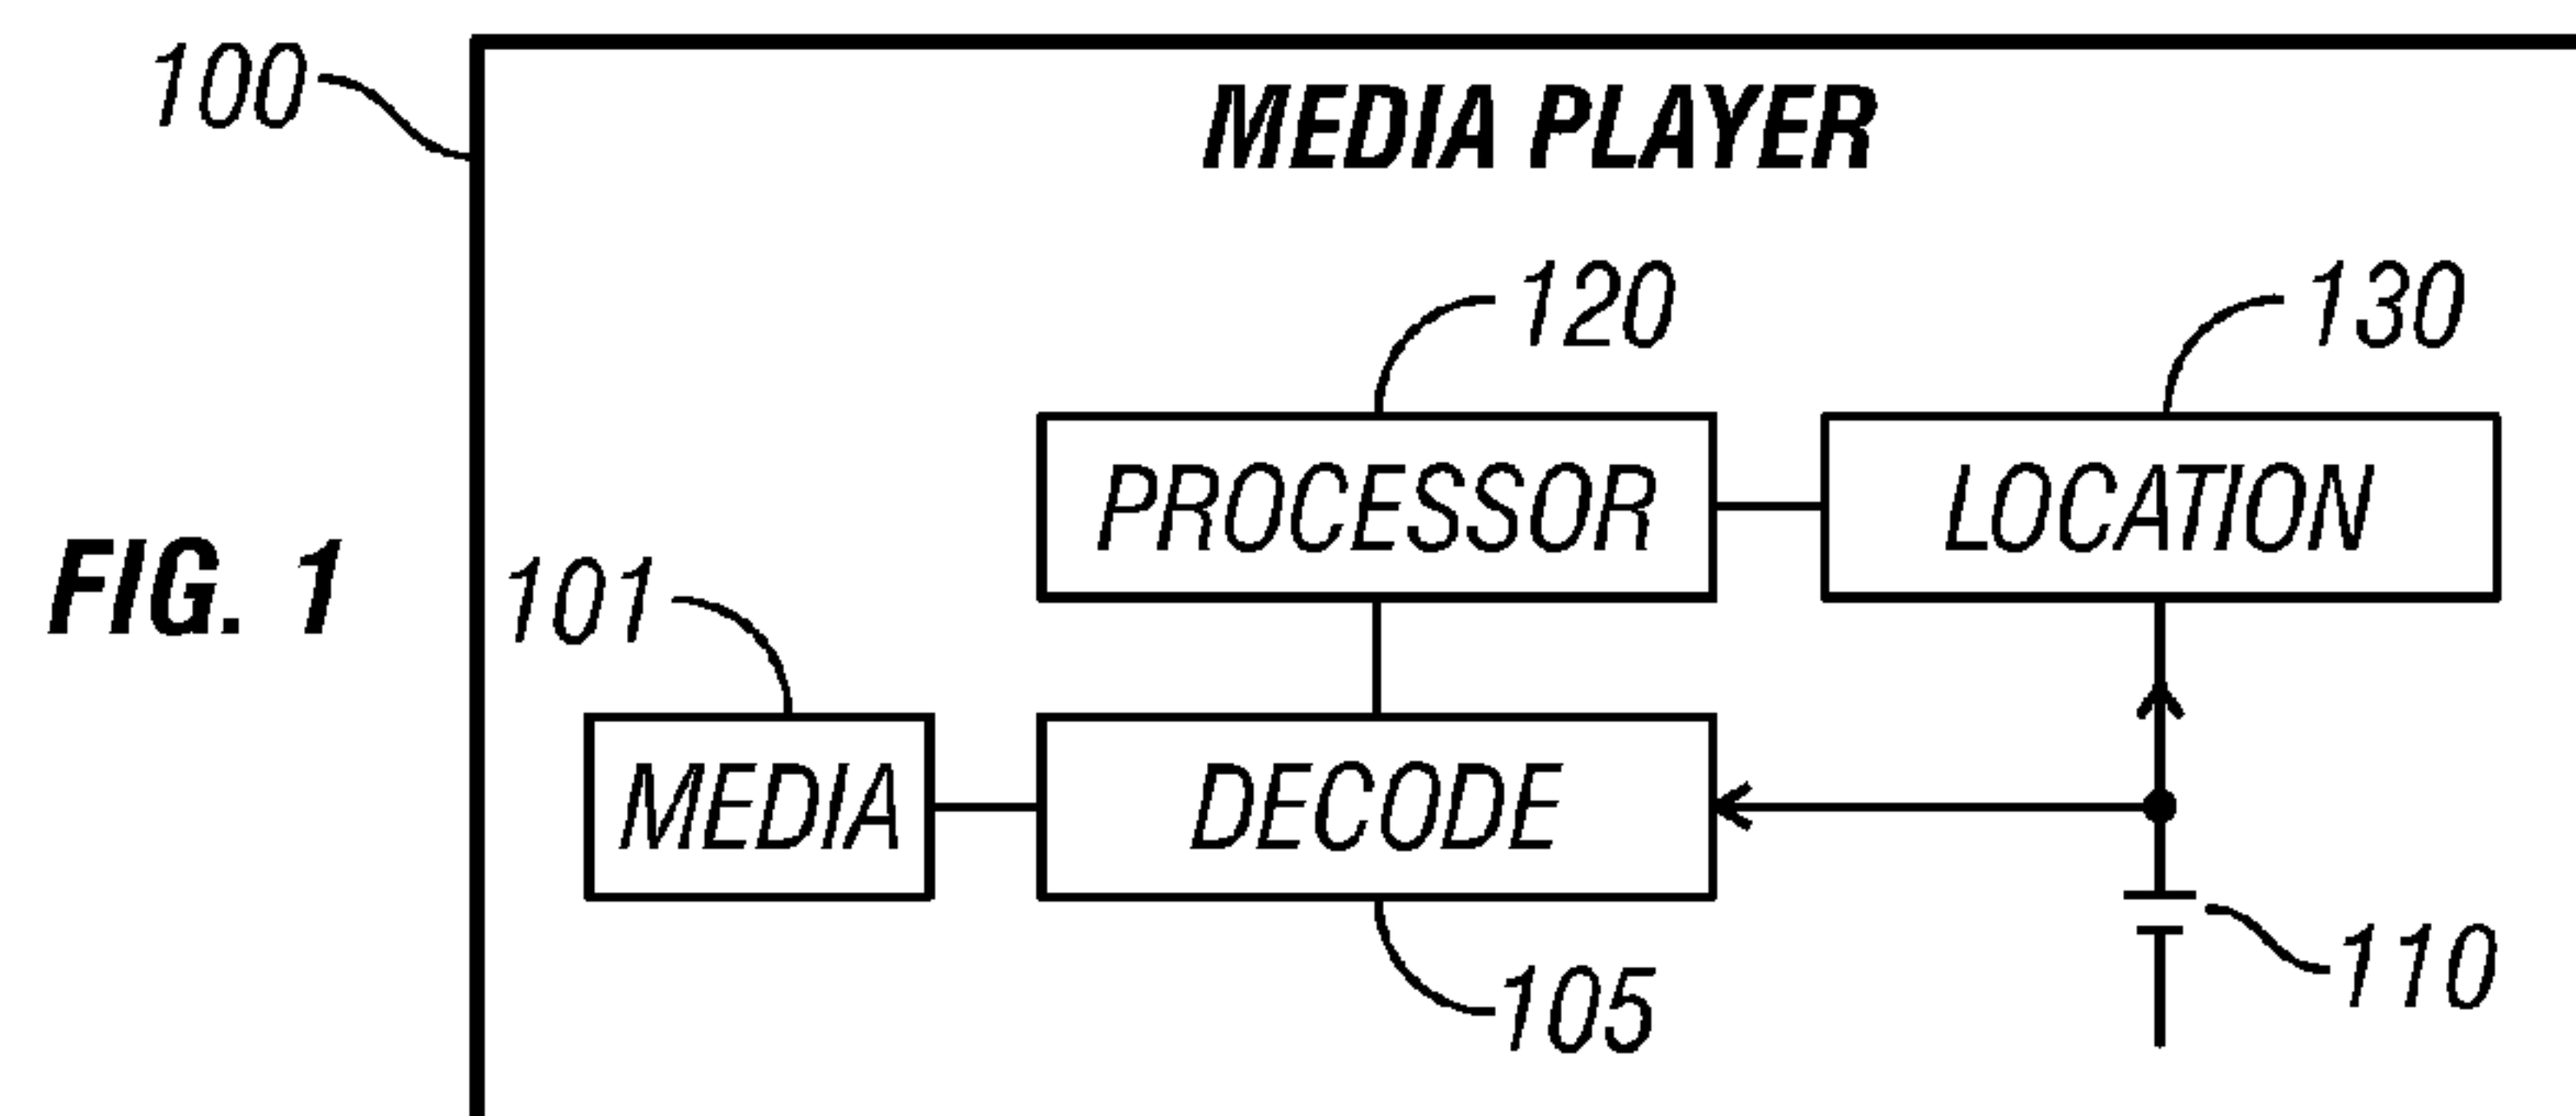 100
MEDIA PLAYER
120
130
PROCESSOR
LOCATION
FIG. 1
101
MEDIA
DECODE
110
105